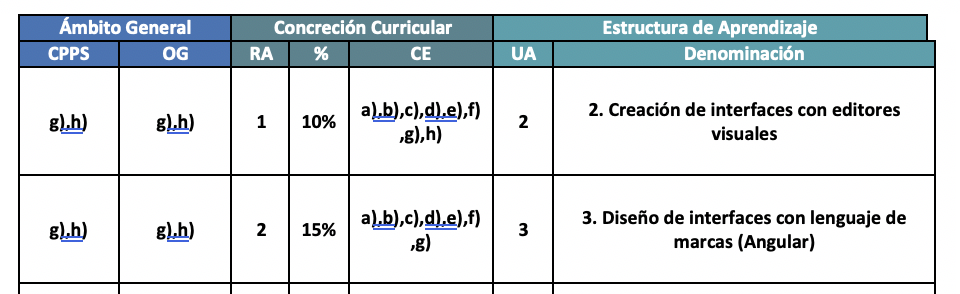 Ámbito General Concreción Curricular Estructura de Aprendizaje
CPPS OG RA % CE UA Denominación
g),h) g),h) 1 10% a),b),c),d),e),f) 2 2. Creación de interfaces con editores
,g),h) visuales
g),h) g),h) 2 15% a),b),c),d),e),f) 3 3. Diseño de interfaces con lenguaje de
,g) marcas (Angular)